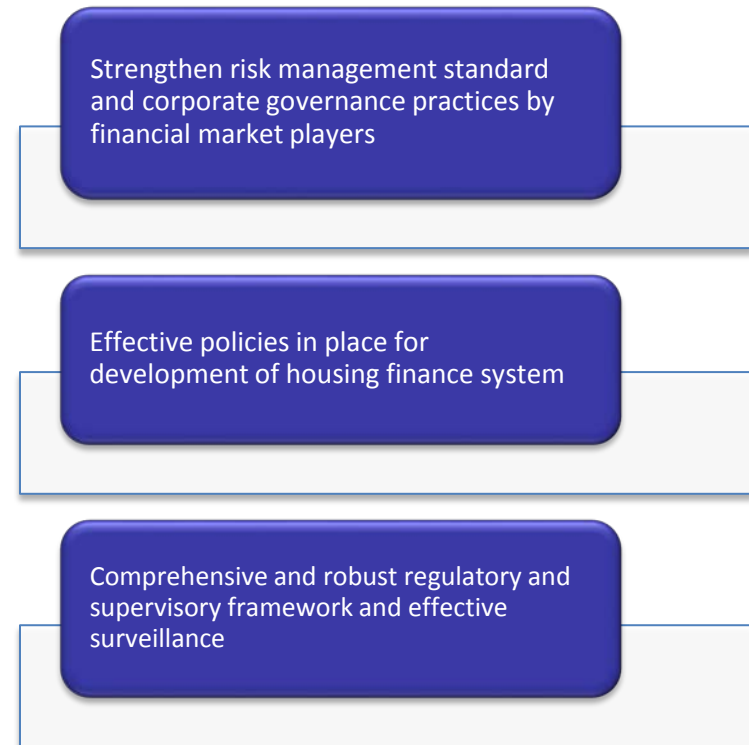 Strengthen risk management standard
and corporate governance practices by
financial market players
Effective policies in place for
development of housing finance system
Comprehensive and robust regulatory and
supervisory framework and effective
surveillance